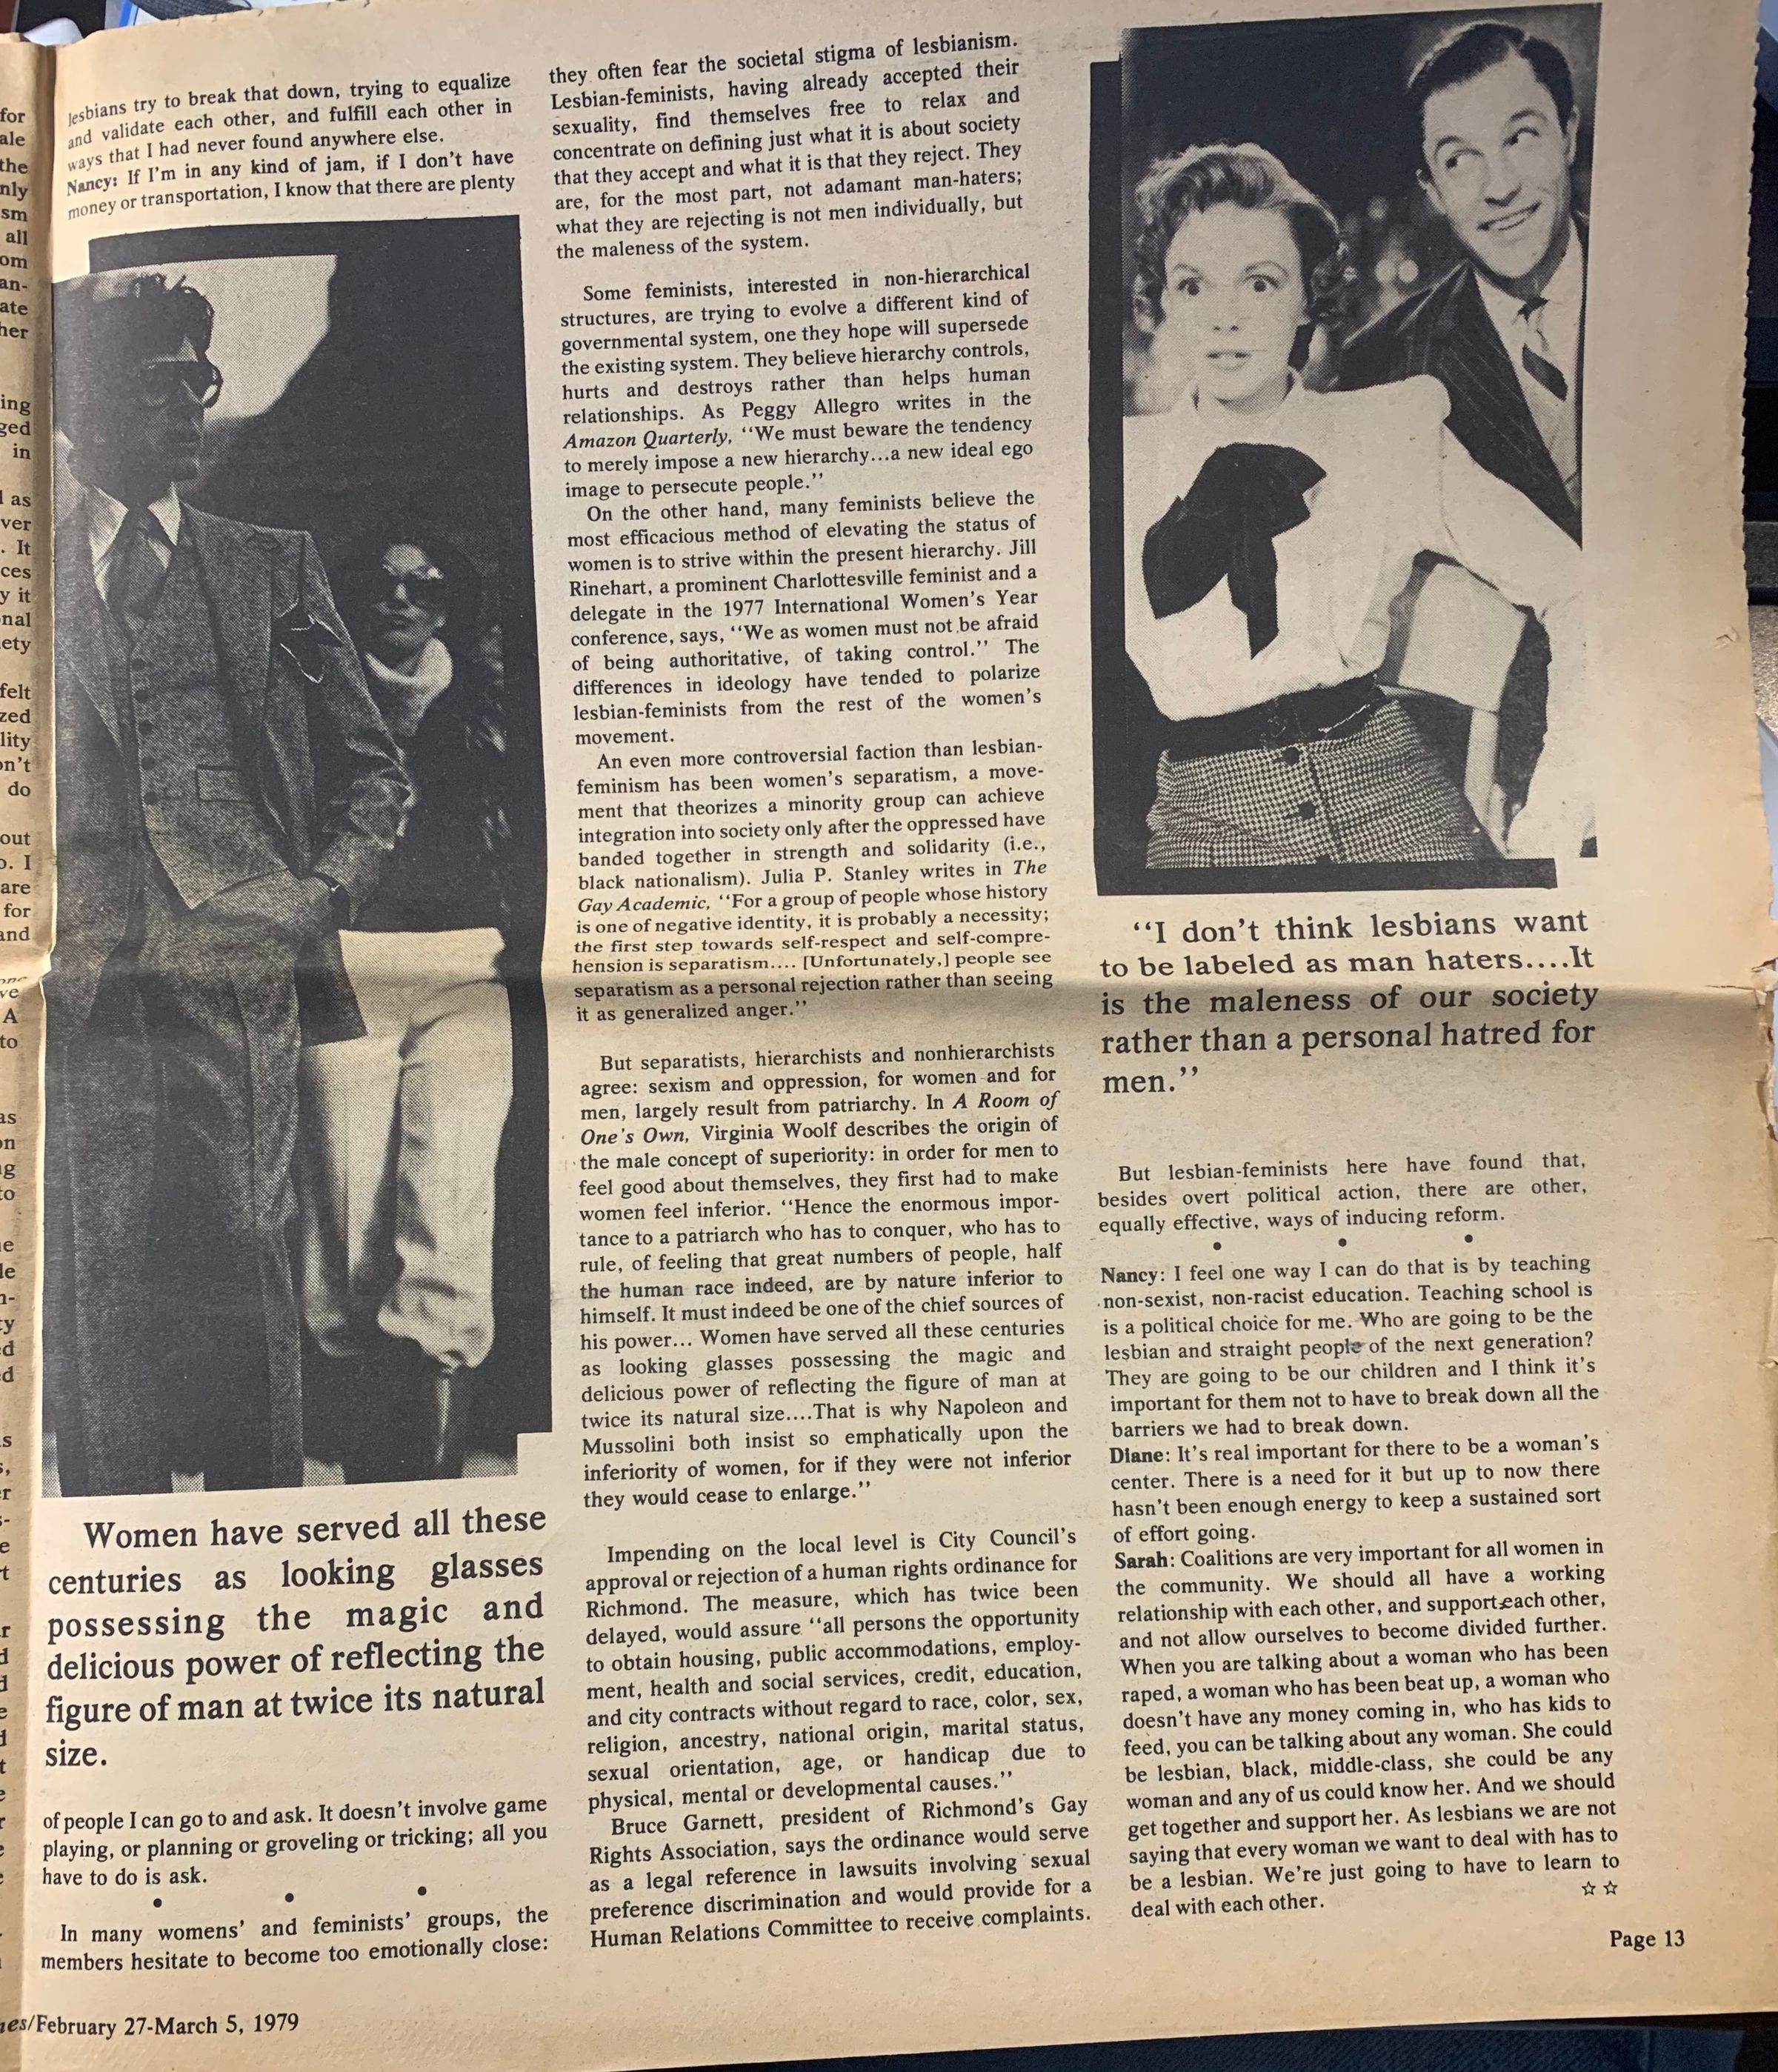 for
ale
the
nly
sm
all
om
an-
ate
her
ing
ged
in
l as
ver
. It
ces
y it
nal
ety
felt
zed
lity
on't
do
out
o. I
are
for
and
one
ve
A
to
as
on
ng
to
lesbians try to break that down, trying to equalize
and validate each other, and fulfill each other in
ways that I had never found anywhere else.
Nancy: If I'm in any kind of jam, if I don't have
money or transportation, I know that there are plenty
Women have served all these
centuries as looking glasses
possessing the magic and
delicious power of reflecting the
figure of man at twice its natural
size.
of people I can go to and ask. It doesn't involve game
playing, or planning or groveling or tricking; all you
have to do is ask.
• • •
In many womens' and feminists' groups, the
members hesitate to become too emotionally close:
they often fear the societal stigma of lesbianism.
Lesbian-feminists, having already accepted their
sexuality, find themselves free to relax and
concentrate on defining just what it is about society
that they accept and what it is that they reject. They
are, for the most part, not adamant man-haters;
what they are rejecting is not men individually, but
the maleness of the system.
Some feminists, interested in non-hierarchical
structures, are trying to evolve a different kind of
governmental system, one they hope will supersede
the existing system. They believe hierarchy controls,
hurts and destroys rather than helps human
relationships. As Peggy Allegro writes in the
Amazon Quarterly, ''We must beware the tendency
to merely impose a new hierarchy...a new ideal ego
image to persecute people.''
On the other hand, many feminists believe the
most efficacious method of elevating the status of
women is to strive within the present hierarchy. Jill
Rinehart, a prominent Charlottesville feminist and a
delegate in the 1977 International Women's Year
conference, says, ''We as women must not be afraid
of being authoritative, of taking control.'' The
differences in ideology have tended to polarize
lesbian-feminists from the rest of the women's
movement.
An even more controversial faction than lesbian-
feminism has been women's separatism, a move-
ment that theorizes a minority group can achieve
integration into society only after the oppressed have
banded together in strength and solidarity (i.e.,
black nationalism). Julia P. Stanley writes in The
Gay Academic, ''For a group of people whose history
is one of negative identity, it is probably a necessity;
the first step towards self-respect and self-compre-
hension is separatism.... [Unfortunately,] people see
separatism as a personal rejection rather than seeing
it as generalized anger.''
But separatists, hierarchists and nonhierarchists
agree: sexism and oppression, for women and for
men, largely result from patriarchy. In A Room of
One's Own, Virginia Woolf describes the origin of
the male concept of superiority: in order for men to
feel good about themselves, they first had to make
women feel inferior. ''Hence the enormous impor-
tance to a patriarch who has to conquer, who has to
rule, of feeling that great numbers of people, half
the human race indeed, are by nature inferior to
himself. It must indeed be one of the chief sources of
his power... Women have served all these centuries
as looking glasses possessing the magic and
delicious power of reflecting the figure of man at
twice its natural size....That is why Napoleon and
Mussolini both insist so emphatically upon the
inferiority of women, for if they were not inferior
they would cease to enlarge.''
Impending on the local level is City Council's
approval or rejection of a human rights ordinance for
Richmond. The measure, which has twice been
delayed, would assure ''all persons the opportunity
to obtain housing, public accommodations, employ-
ment, health and social services, credit, education,
and city contracts without regard to race, color, sex,
religion, ancestry, national origin, marital status,
sexual orientation, age, or handicap due to
physical, mental or developmental causes.''
Bruce Garnett, president of Richmond's Gay
Rights Association, says the ordinance would serve
as a legal reference in lawsuits involving sexual
preference discrimination and would provide for a
Human Relations Committee to receive complaints.
''I don't think lesbians want
to be labeled as man haters....It
is the maleness of our society
rather than a personal hatred for
men.''
But lesbian-feminists here have found that,
besides overt political action, there are other,
equally effective, ways of inducing reform.
• • •
Nancy: I feel one way I can do that is by teaching
non-sexist, non-racist education. Teaching school is
is a political choice for me. Who are going to be the
lesbian and straight people of the next generation?
They are going to be our children and I think it's
important for them not to have to break down all the
barriers we had to break down.
Diane: It's real important for there to be a woman's
center. There is a need for it but up to now there
hasn't been enough energy to keep a sustained sort
of effort going.
Sarah: Coalitions are very important for all women in
the community. We should all have a working
relationship with each other, and support each other,
and not allow ourselves to become divided further.
When you are talking about a woman who has been
raped, a woman who has been beat up, a woman who
doesn't have any money coming in, who has kids to
feed, you can be talking about any woman. She could
be lesbian, black, middle-class, she could be any
woman and any of us could know her. And we should
get together and support her. As lesbians we are not
saying that every woman we want to deal with has to
be a lesbian. We're just going to have to learn to
deal with each other. ☆☆
Page 13
nes/February 27-March 5, 1979